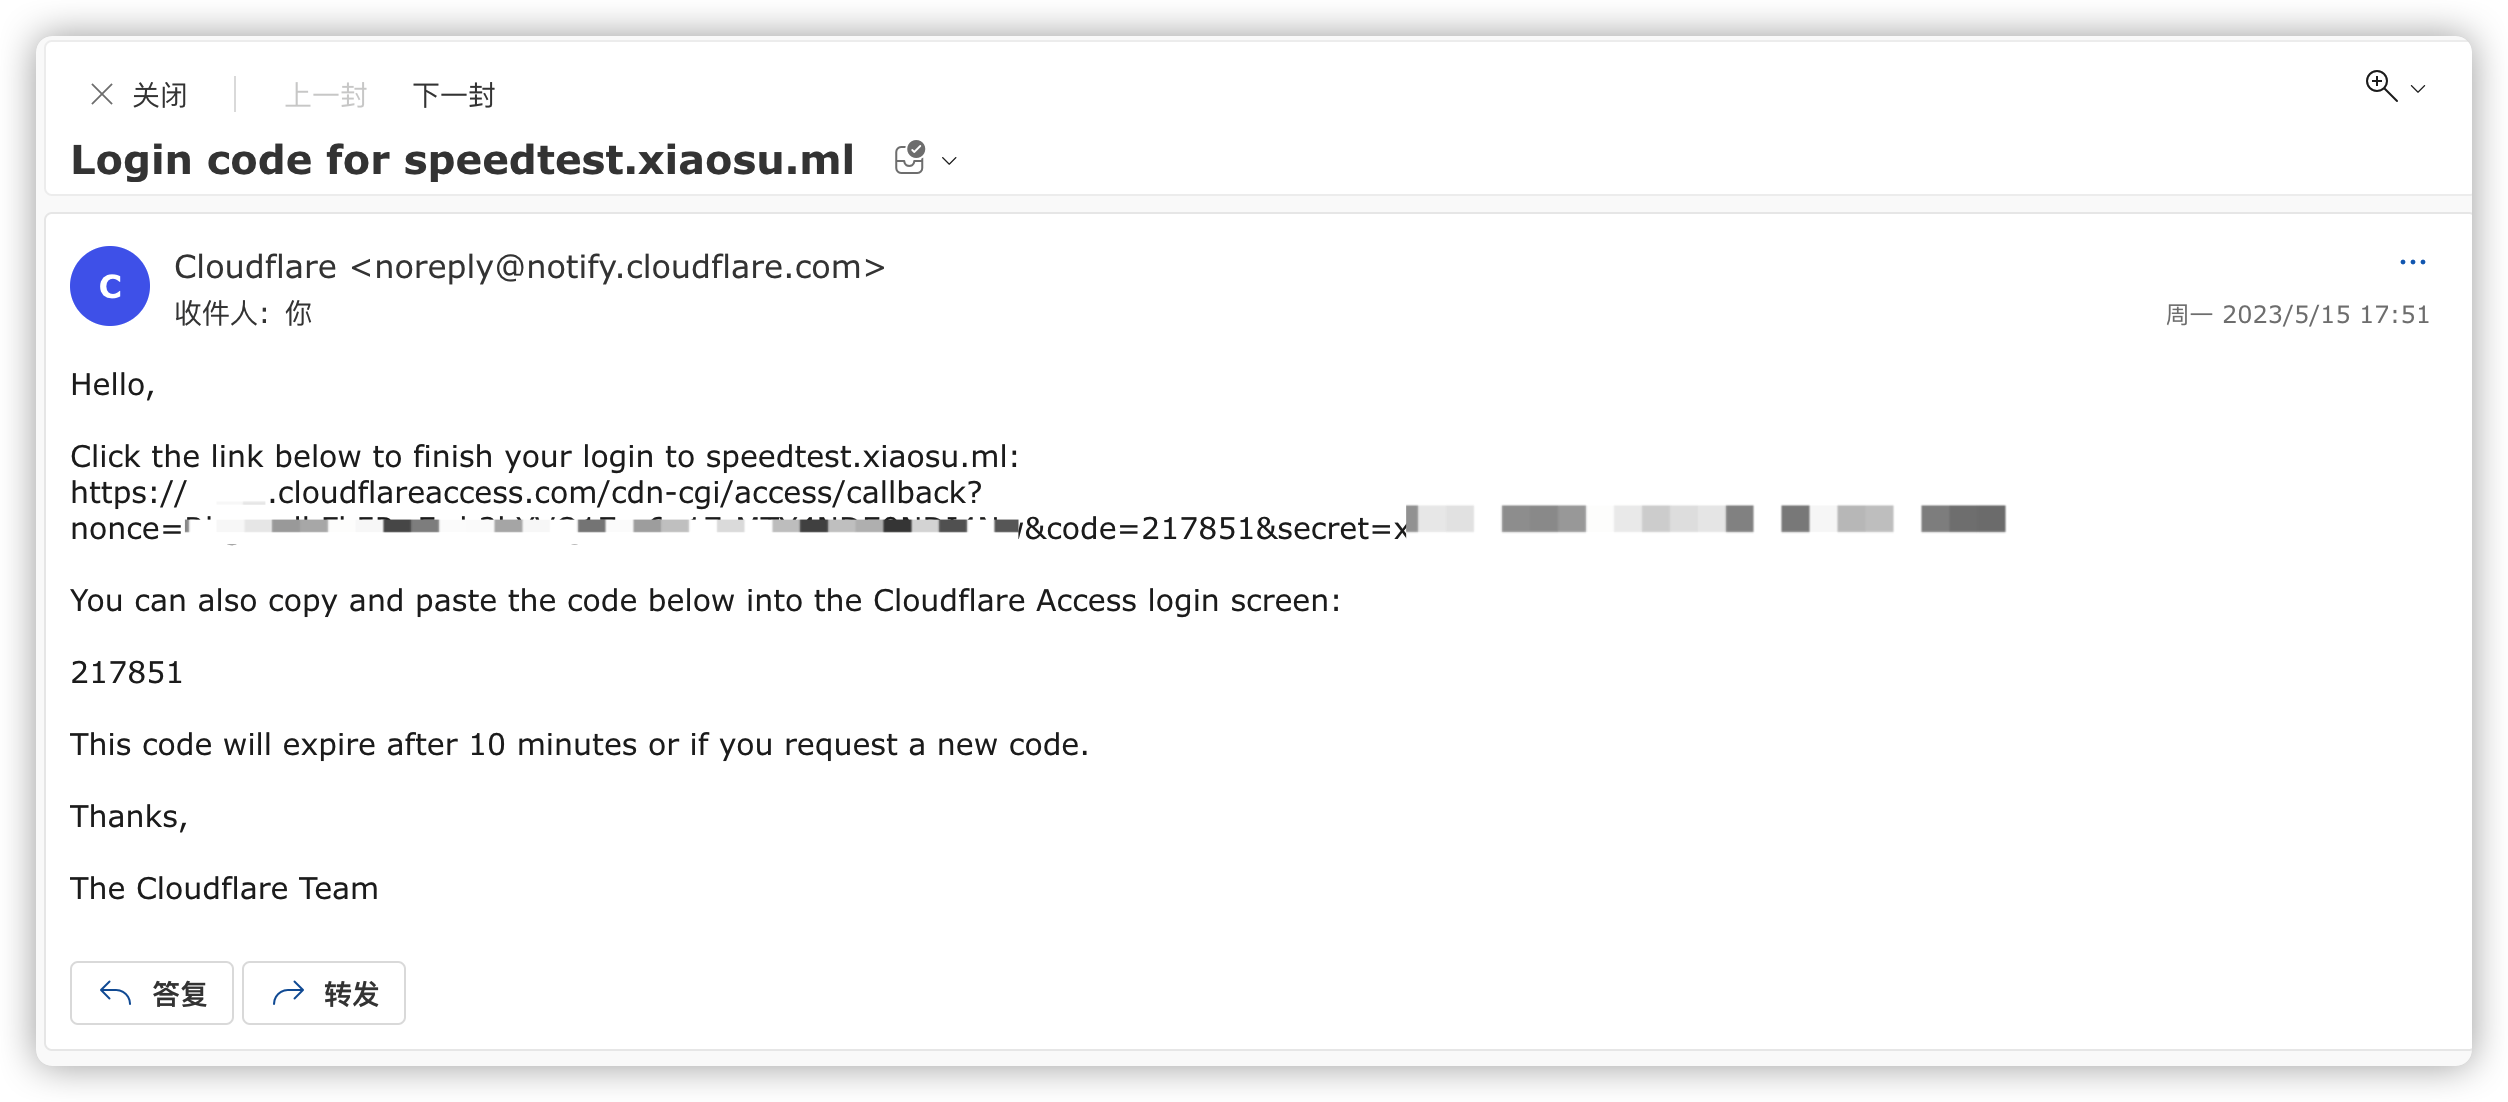 关闭 上一封 下一封
Login code for speedtest.xiaosu.ml
C
Cloudflare <noreply@notify.cloudflare.com>
收件人: 你
周一 2023/5/15 17:51
Hello,
Click the link below to finish your login to speedtest.xiaosu.ml:
https:// .cloudflareaccess.com/cdn-cgi/access/callback?
nonce= &code=217851&secret=x
You can also copy and paste the code below into the Cloudflare Access login screen:
217851
This code will expire after 10 minutes or if you request a new code.
Thanks,
The Cloudflare Team
答复 转发